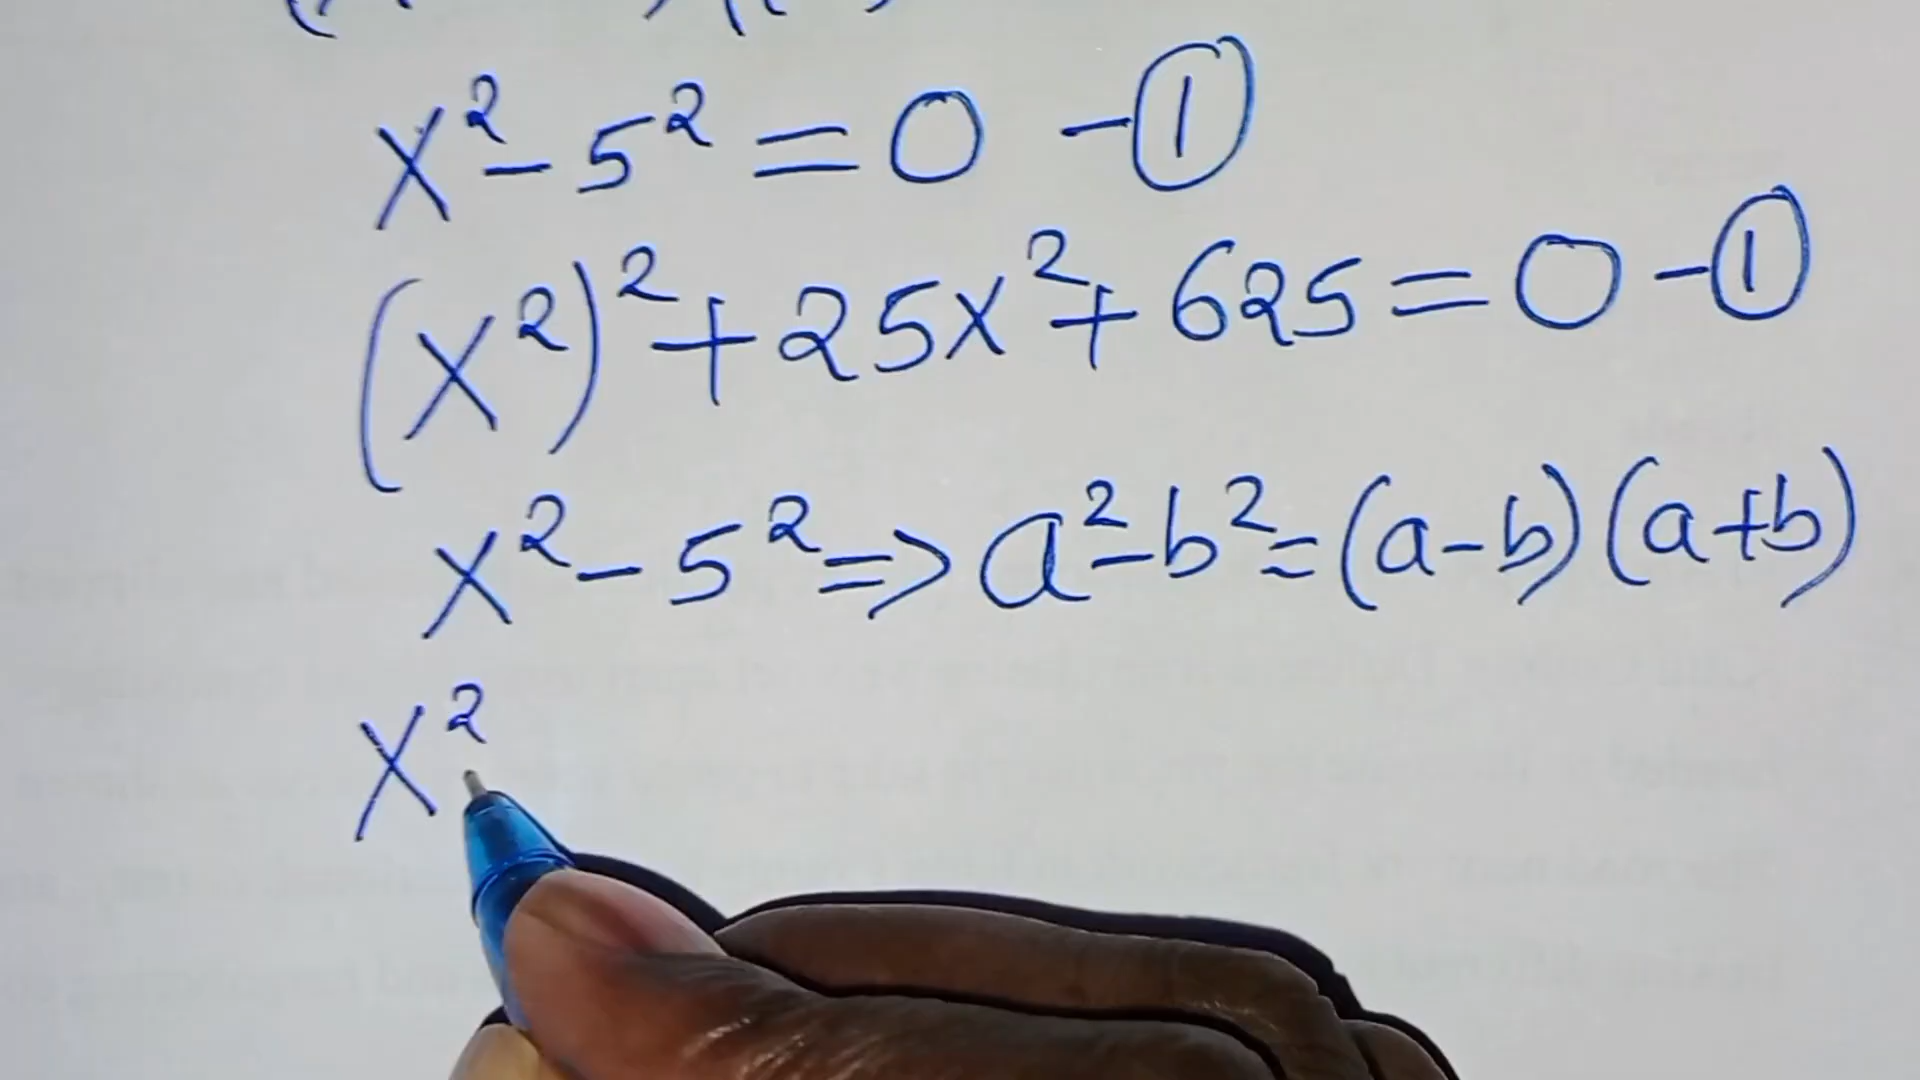 x² - 5² = 0 - ①
(x²)² + 25x² + 625 = 0 - ①
x² - 5² => a² - b² = (a - b)(a + b)
x²